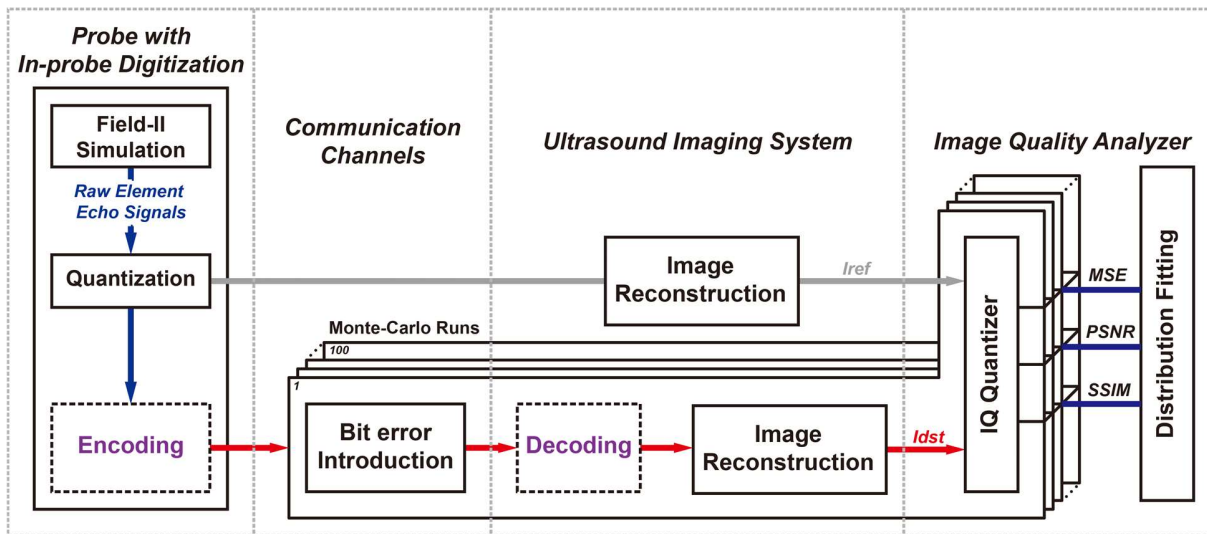 Probe with
In-probe Digitization
Communication
Channels
Ultrasound Imaging System
Image Quality Analyzer
Field-II
Simulation
Raw Element
Echo Signals
Quantization
Encoding
Image
Reconstruction
Iref
Monte-Carlo Runs
100
1
Bit error
Introduction
Decoding
Image
Reconstruction
Idst
IQ Quantizer
MSE
PSNR
SSIM
Distribution Fitting